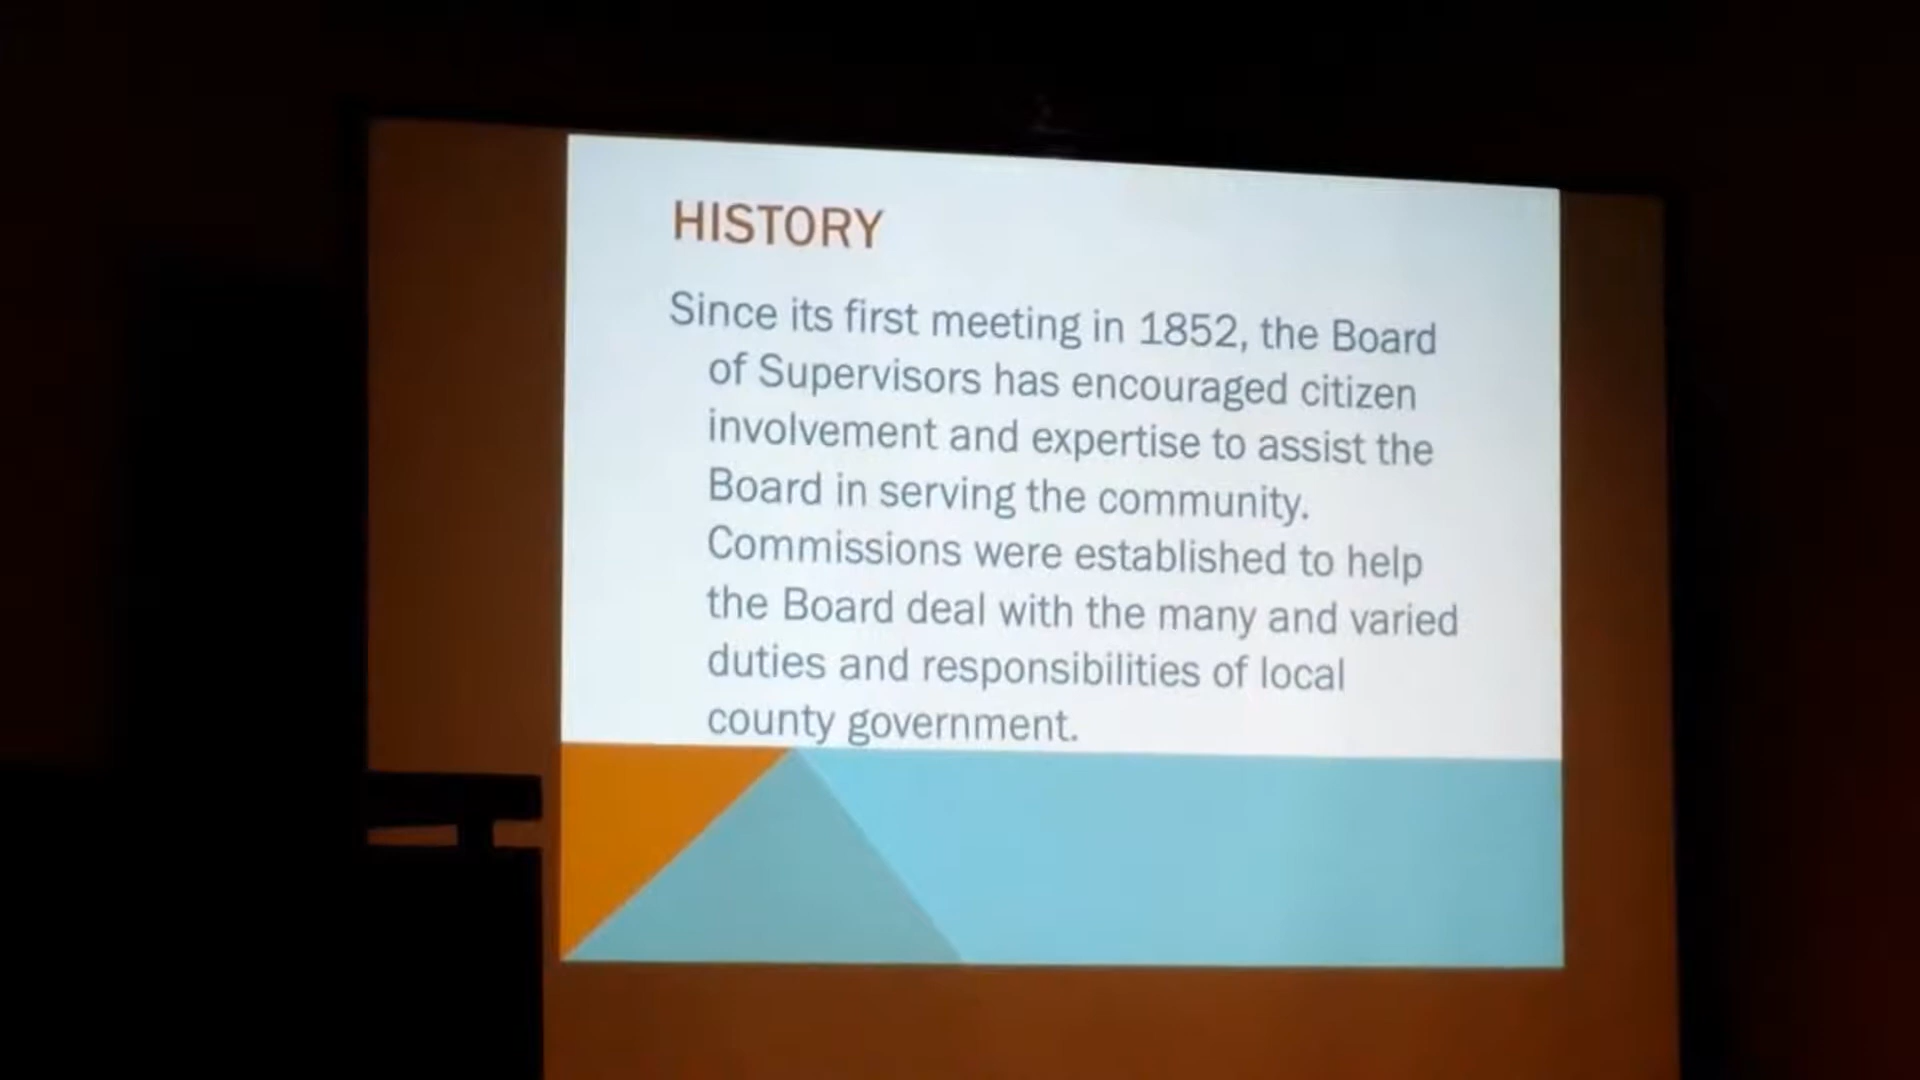 HISTORY
Since its first meeting in 1852, the Board
of Supervisors has encouraged citizen
involvement and expertise to assist the
Board in serving the community.
Commissions were established to help
the Board deal with the many and varied
duties and responsibilities of local
county government.